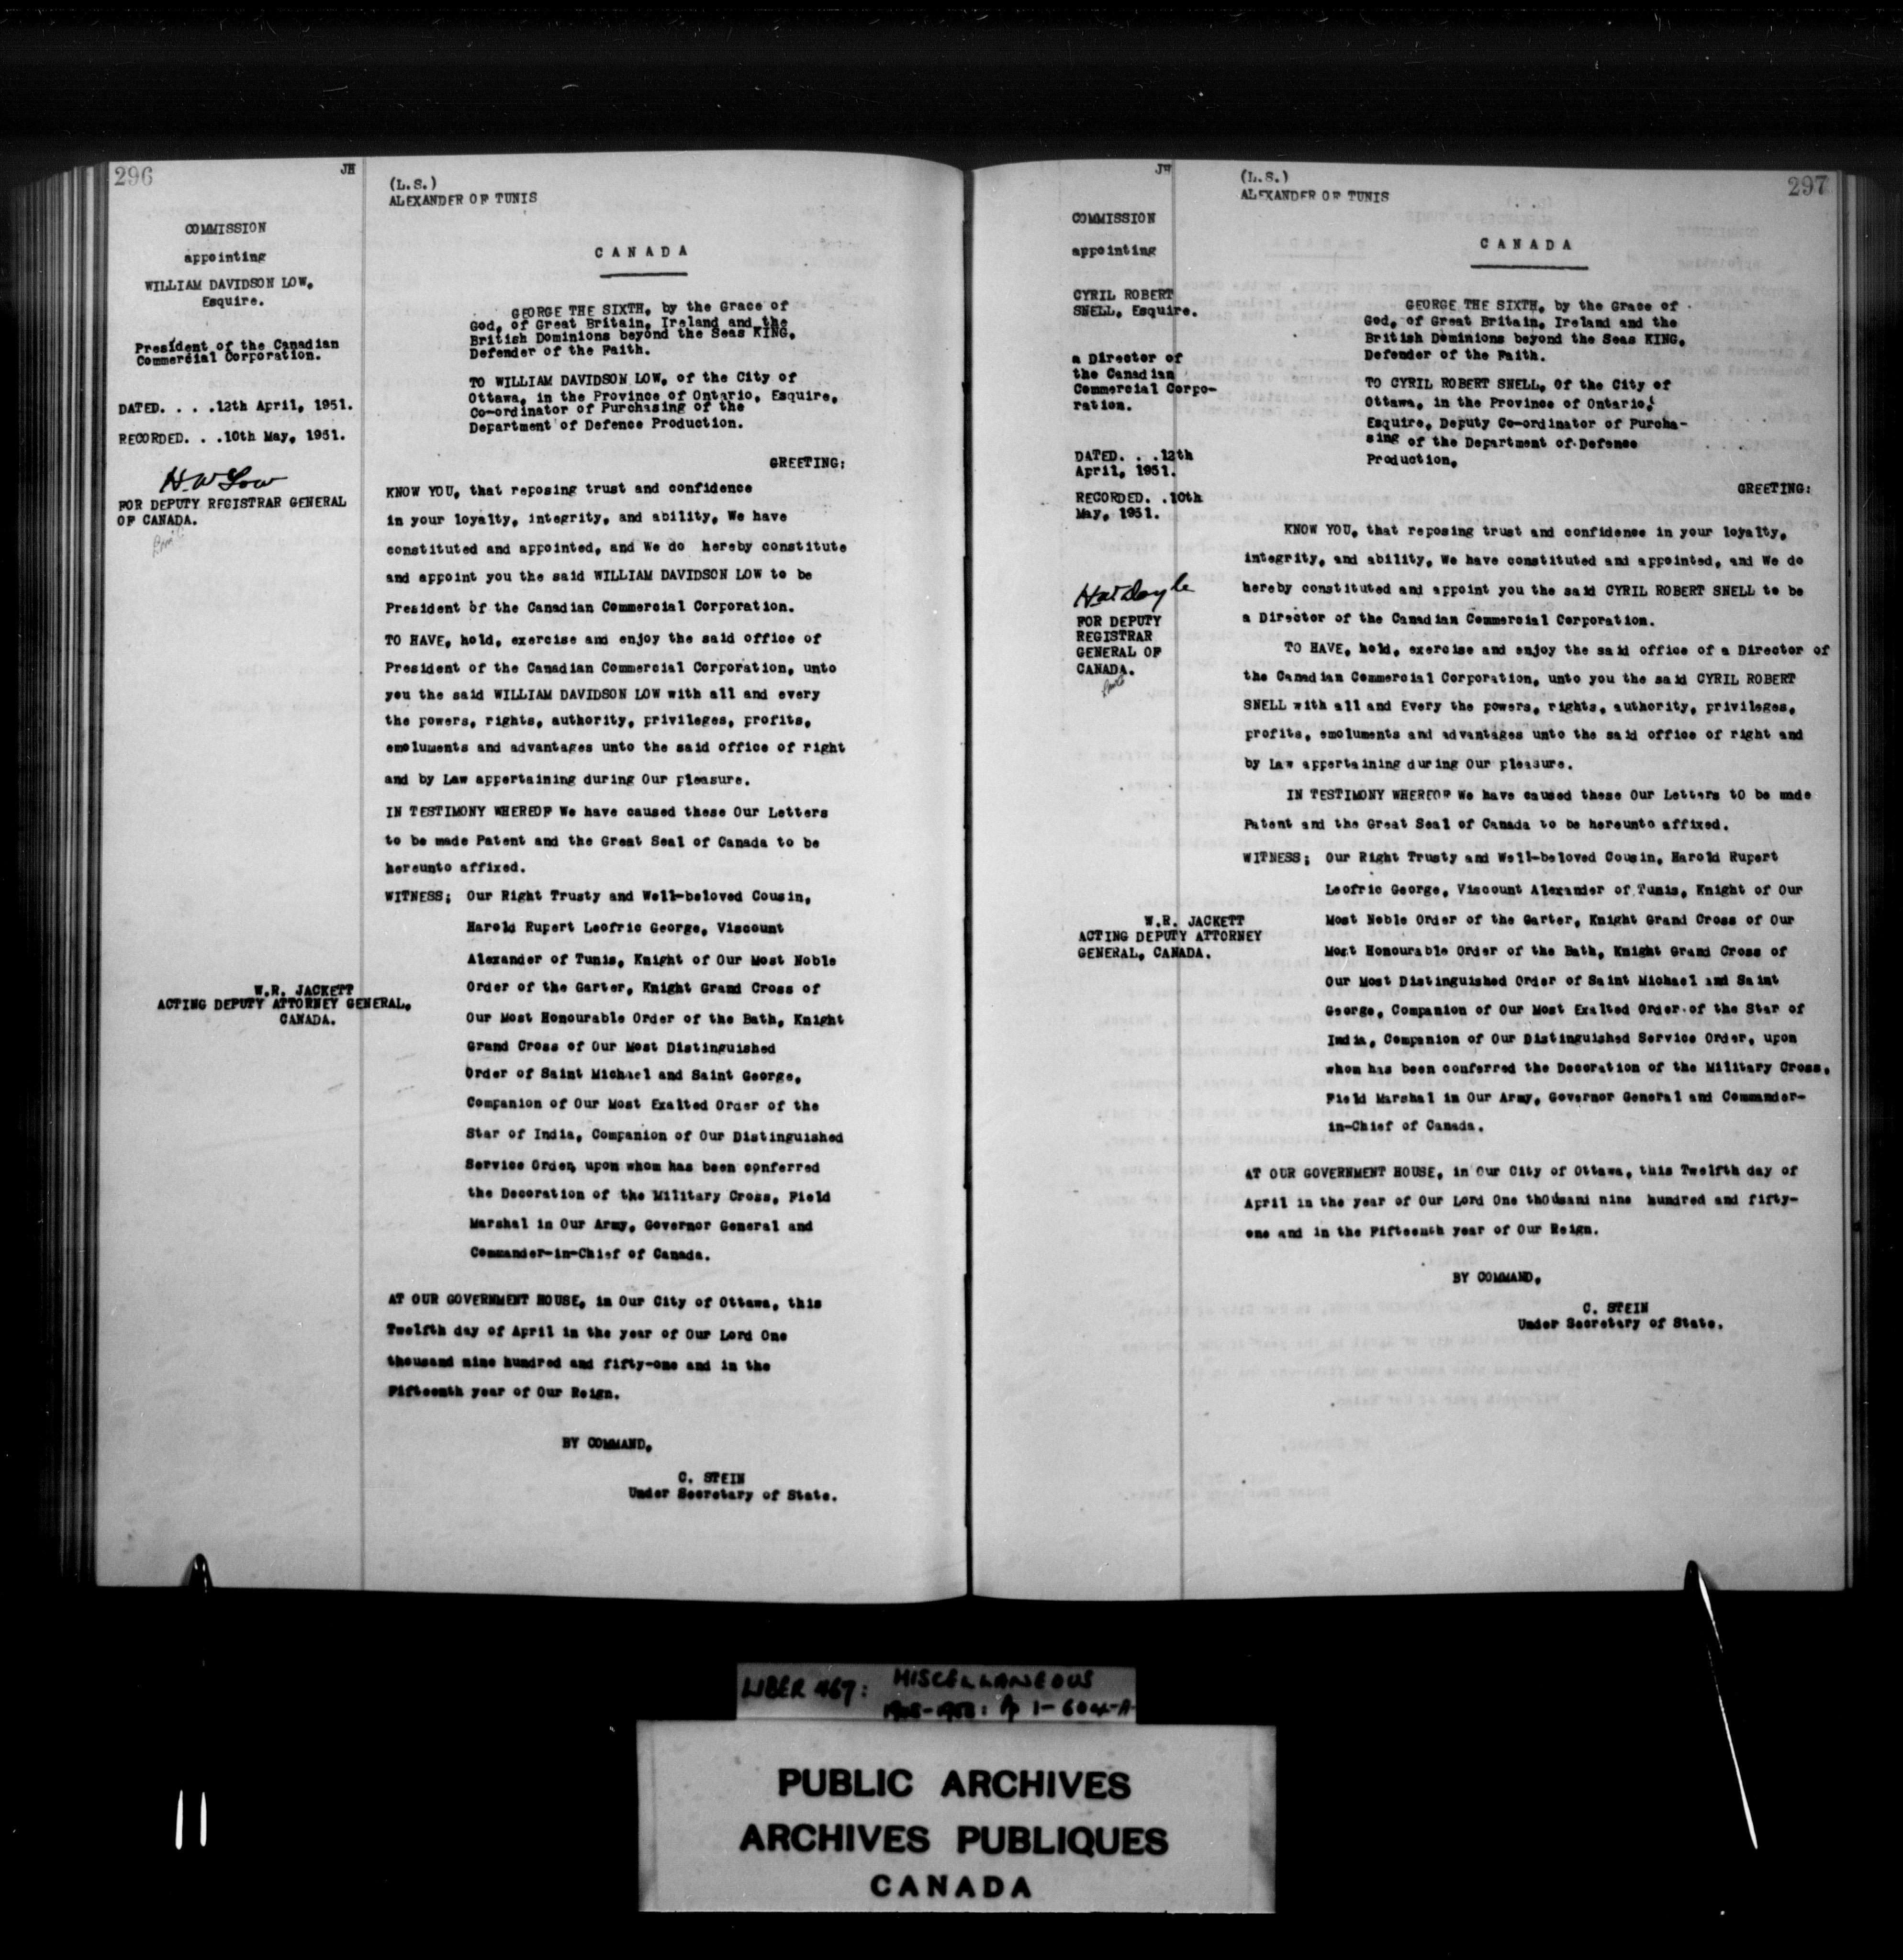 296
JH
COMMISSION
appointing
WILLIAM DAVIDSON LOW,
Esquire.
President of the Canadian
Commercial Corporation.
DATED. . . .12th April, 1951.
RECORDED. . .10th May, 1951.
FOR DEPUTY REGISTRAR GENERAL
OF CANADA.
W.R. JACKETT
ACTING DEPUTY ATTORNEY GENERAL,
CANADA.
(L.S.)
ALEXANDER OF TUNIS
CANADA
GEORGE THE SIXTH, by the Grace of
God, of Great Britain, Ireland and the
British Dominions beyond the Seas KING,
Defender of the Faith.
TO WILLIAM DAVIDSON LOW, of the City of
Ottawa, in the Province of Ontario, Esquire,
Co-ordinator of Purchasing of the
Department of Defence Production.
GREETING:
KNOW YOU, that reposing trust and confidence
in your loyalty, integrity, and ability, We have
constituted and appointed, and We do hereby constitute
and appoint you the said WILLIAM DAVIDSON LOW to be
President of the Canadian Commercial Corporation.
TO HAVE, hold, exercise and enjoy the said office of
President of the Canadian Commercial Corporation, unto
you the said WILLIAM DAVIDSON LOW with all and every
the powers, rights, authority, privileges, profits,
emoluments and advantages unto the said office of right
and by Law appertaining during Our pleasure.
IN TESTIMONY WHEREOF We have caused these Our Letters
to be made Patent and the Great Seal of Canada to be
hereunto affixed.
WITNESS: Our Right Trusty and Well-beloved Cousin,
Harold Rupert Leofric George, Viscount
Alexander of Tunis, Knight of Our Most Noble
Order of the Garter, Knight Grand Cross of
Our Most Honourable Order of the Bath, Knight
Grand Cross of Our Most Distinguished
Order of Saint Michael and Saint George,
Companion of Our Most Exalted Order of the
Star of India, Companion of Our Distinguished
Service Order, upon whom has been conferred
the Decoration of the Military Cross, Field
Marshal in Our Army, Governor General and
Commander-in-Chief of Canada.
AT OUR GOVERNMENT HOUSE, in Our City of Ottawa, this
Twelfth day of April in the year of Our Lord One
thousand nine hundred and fifty-one and in the
Fifteenth year of Our Reign.
BY COMMAND,
C. STEIN
Under Secretary of State.
297
COMMISSION
appointing
CYRIL ROBERT
SNELL, Esquire.
a Director of
the Canadian
Commercial Corpo-
ration.
DATED. . .12th
April, 1951.
RECORDED. .10th
May, 1951.
FOR DEPUTY
REGISTRAR
GENERAL OF
CANADA.
W.R. JACKETT
ACTING DEPUTY ATTORNEY
GENERAL, CANADA.
(L.S.)
ALEXANDER OF TUNIS
CANADA
GEORGE THE SIXTH, by the Grace of
God, of Great Britain, Ireland and the
British Dominions beyond the Seas KING,
Defender of the Faith.
TO CYRIL ROBERT SNELL, Of the City of
Ottawa, in the Province of Ontario,
Esquire, Deputy Co-ordinator of Purcha-
sing of the Department of Defence
Production,
GREETING:
KNOW YOU, that reposing trust and confidence in your loyalty,
integrity, and ability, We have constituted and appointed, and We do
hereby constituted and appoint you the said CYRIL ROBERT SNELL to be
a Director of the Canadian Commercial Corporation.
TO HAVE, hold, exercise and enjoy the said office of a Director of
the Canadian Commercial Corporation, unto you the said CYRIL ROBERT
SNELL with all and Every the powers, rights, authority, privileges,
profits, emoluments and advantages unto the said office of right and
by Law appertaining during Our pleasure.
IN TESTIMONY WHEREOF We have caused these Our Letters tO be made
Patent and the Great Seal of Canada to be hereunto affixed.
WITNESS: Our Right Trusty and Well-beloved Cousin, Harold Rupert
Leofric George, Viscount Alexander of Tunis, Knight of Our
Most Noble Order of the Garter, Knight Grand Cross of Our
Most Honourable Order of the Bath, Knight Grand Cross of
Our Most Distinguished Order of Saint Michael and Saint
George, Companion of Our Most Exalted Order of the Star of
India, Companion of Our Distinguished Service Order, upon
whom has been conferred the Decoration of the Military Cross,
Field Marshal in Our Army, Governor General and Commander-
in-Chief of Canada.
AT OUR GOVERNMENT HOUSE, in Our City of Ottawa, this Twelfth day of
April in the year of Our Lord One thOusand nine hundred and fifty-
one and in the Fifteenth year of Our Reign.
BY COMMAND,
C. STEIN
Under Secretary of State.
LIBER 467: MISCELLANEOUS
PUBLIC ARCHIVES
ARCHIVES PUBLIQUES
CANADA